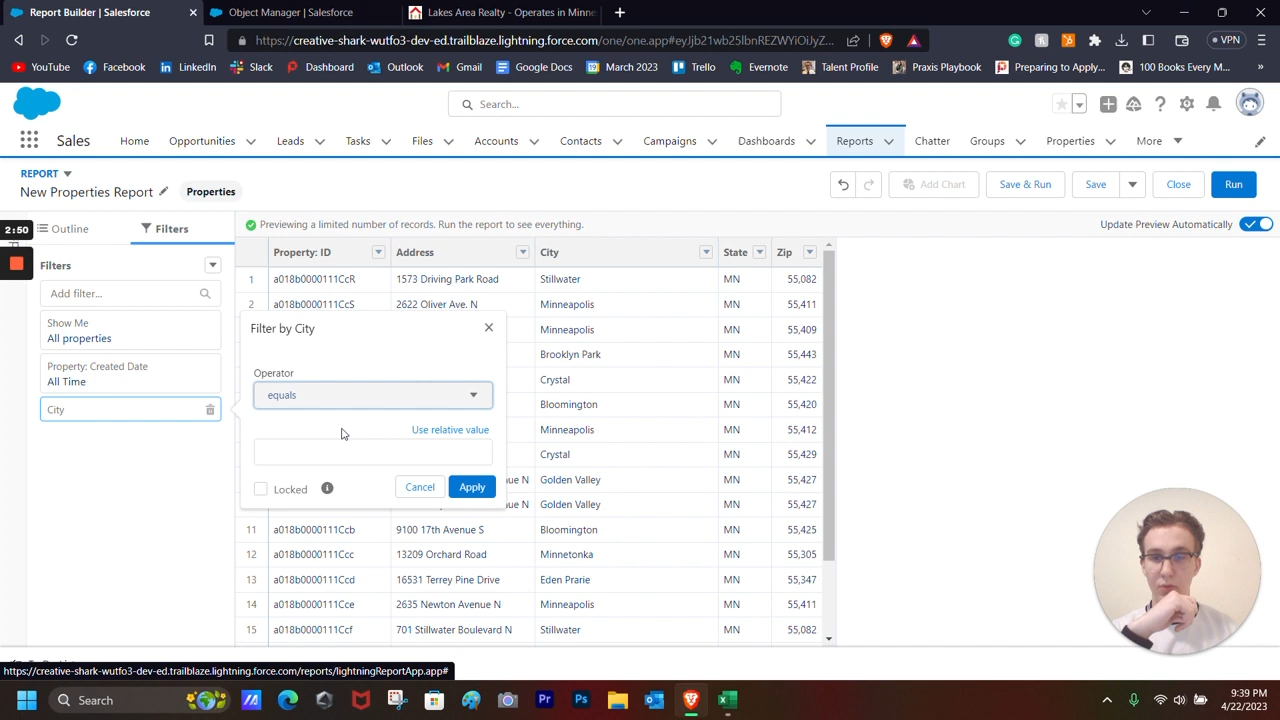 Report Builder | Salesforce
Object Manager | Salesforce
Lakes Area Realty - Operates in Minne
https://creative-shark-wutfo3-dev-ed.trailblaze.lightning.force.com/one/one.app#eyJjb21wb25lbnREZWYiOiJyZ...
VPN
YouTube Facebook LinkedIn Slack Dashboard Outlook Gmail Google Docs March 2023 Trello Evernote Talent Profile Praxis Playbook Preparing to Apply... 100 Books Every M...
Search...
Sales Home Opportunities Leads Tasks Files Accounts Contacts Campaigns Dashboards Reports Chatter Groups Properties More
REPORT
New Properties Report Properties
Add Chart Save & Run Save Close Run
2:50 Outline Filters
Previewing a limited number of records. Run the report to see everything.
Update Preview Automatically
Filters
Add filter...
Show Me
All properties
Property: Created Date
All Time
City
Property: ID Address City State Zip
1 a018b0000111CcR 1573 Driving Park Road Stillwater MN 55,082
2 a018b0000111CcS 2622 Oliver Ave. N Minneapolis MN 55,411
Minneapolis MN 55,409
Brooklyn Park MN 55,443
Crystal MN 55,422
Bloomington MN 55,420
Minneapolis MN 55,412
Crystal MN 55,429
ue N Golden Valley MN 55,427
ue N Golden Valley MN 55,427
11 a018b0000111Ccb 9100 17th Avenue S Bloomington MN 55,425
12 a018b0000111Ccc 13209 Orchard Road Minnetonka MN 55,305
13 a018b0000111Ccd 16531 Terrey Pine Drive Eden Prarie MN 55,347
14 a018b0000111Cce 2635 Newton Avenue N Minneapolis MN 55,411
15 a018b0000111Ccf 701 Stillwater Boulevard N Stillwater MN 55,082
Filter by City
Operator
equals
Use relative value
Locked
Cancel Apply
https://creative-shark-wutfo3-dev-ed.trailblaze.lightning.force.com/reports/lightningReportApp.app#
Search
Pr
Ps
9:39 PM
4/22/2023